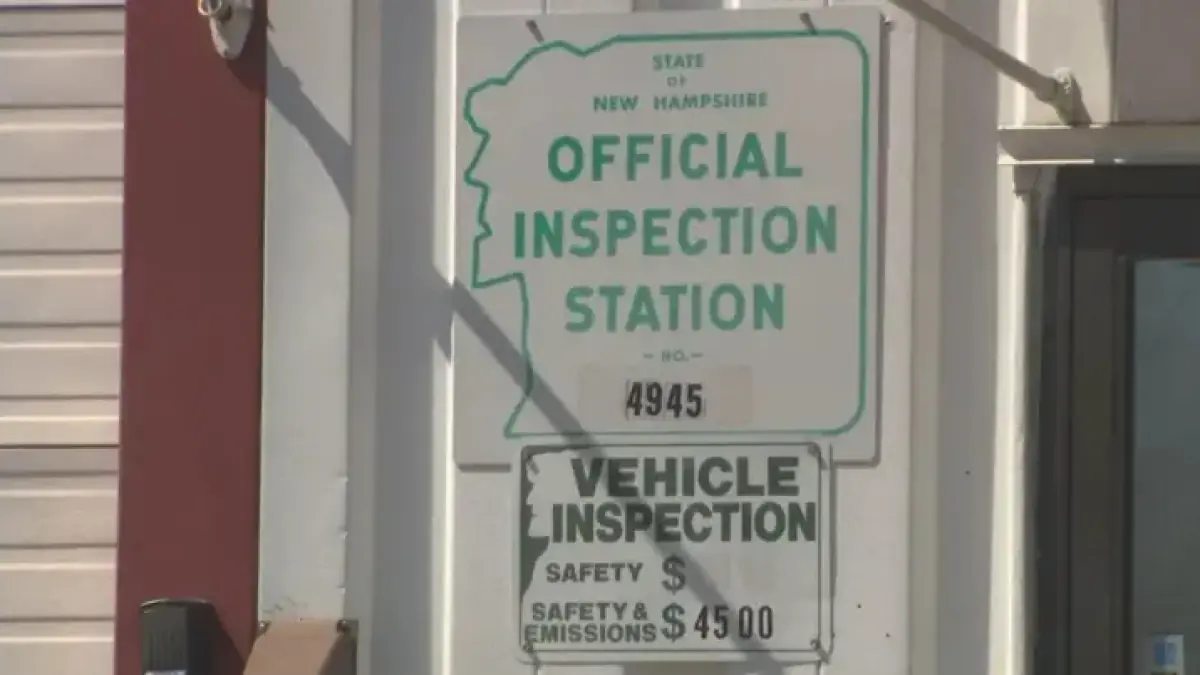 STATE
OF
NEW HAMPSHIRE
OFFICIAL
INSPECTION
STATION
- NO. -
4945
VEHICLE
INSPECTION
SAFETY $
SAFETY &
EMISSIONS $ 45 00